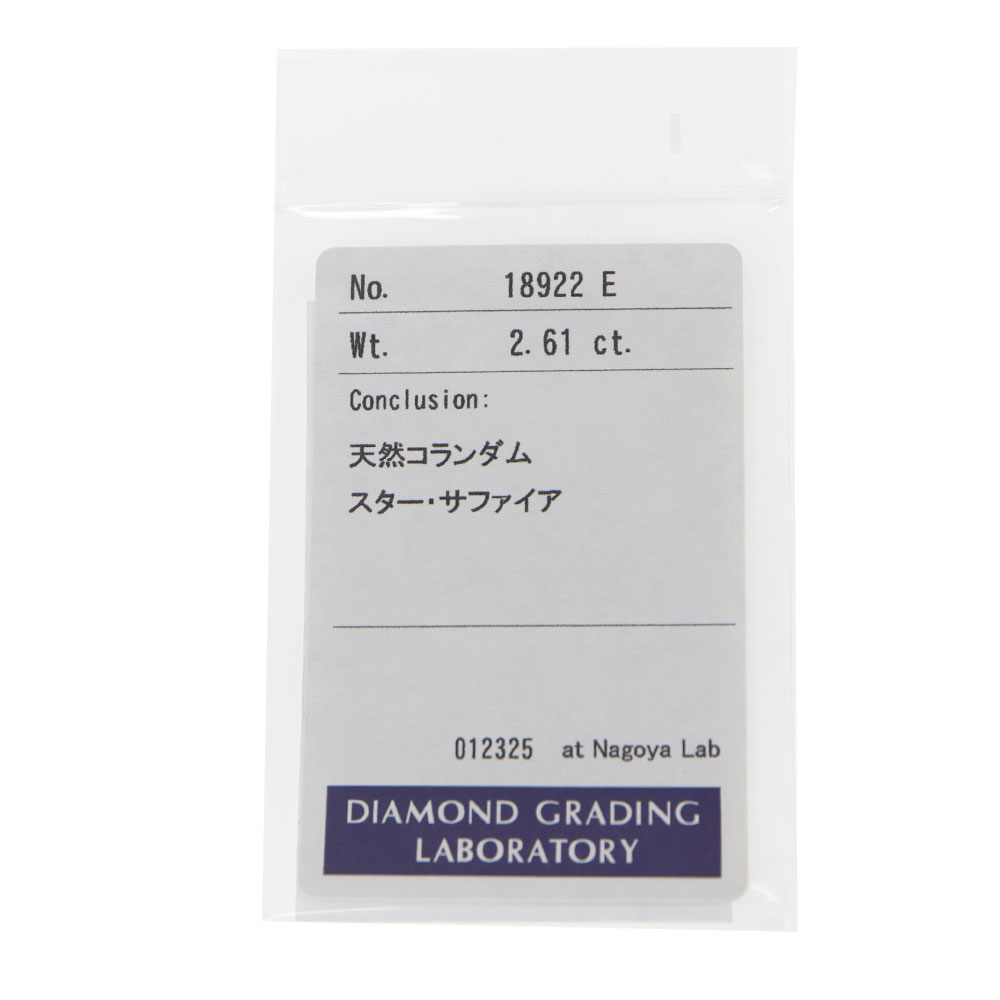 No. 18922 E
Wt. 2.61 ct.
Conclusion:
天然コランダム
スター・サファイア
012325 at Nagoya Lab
DIAMOND GRADING
LABORATORY